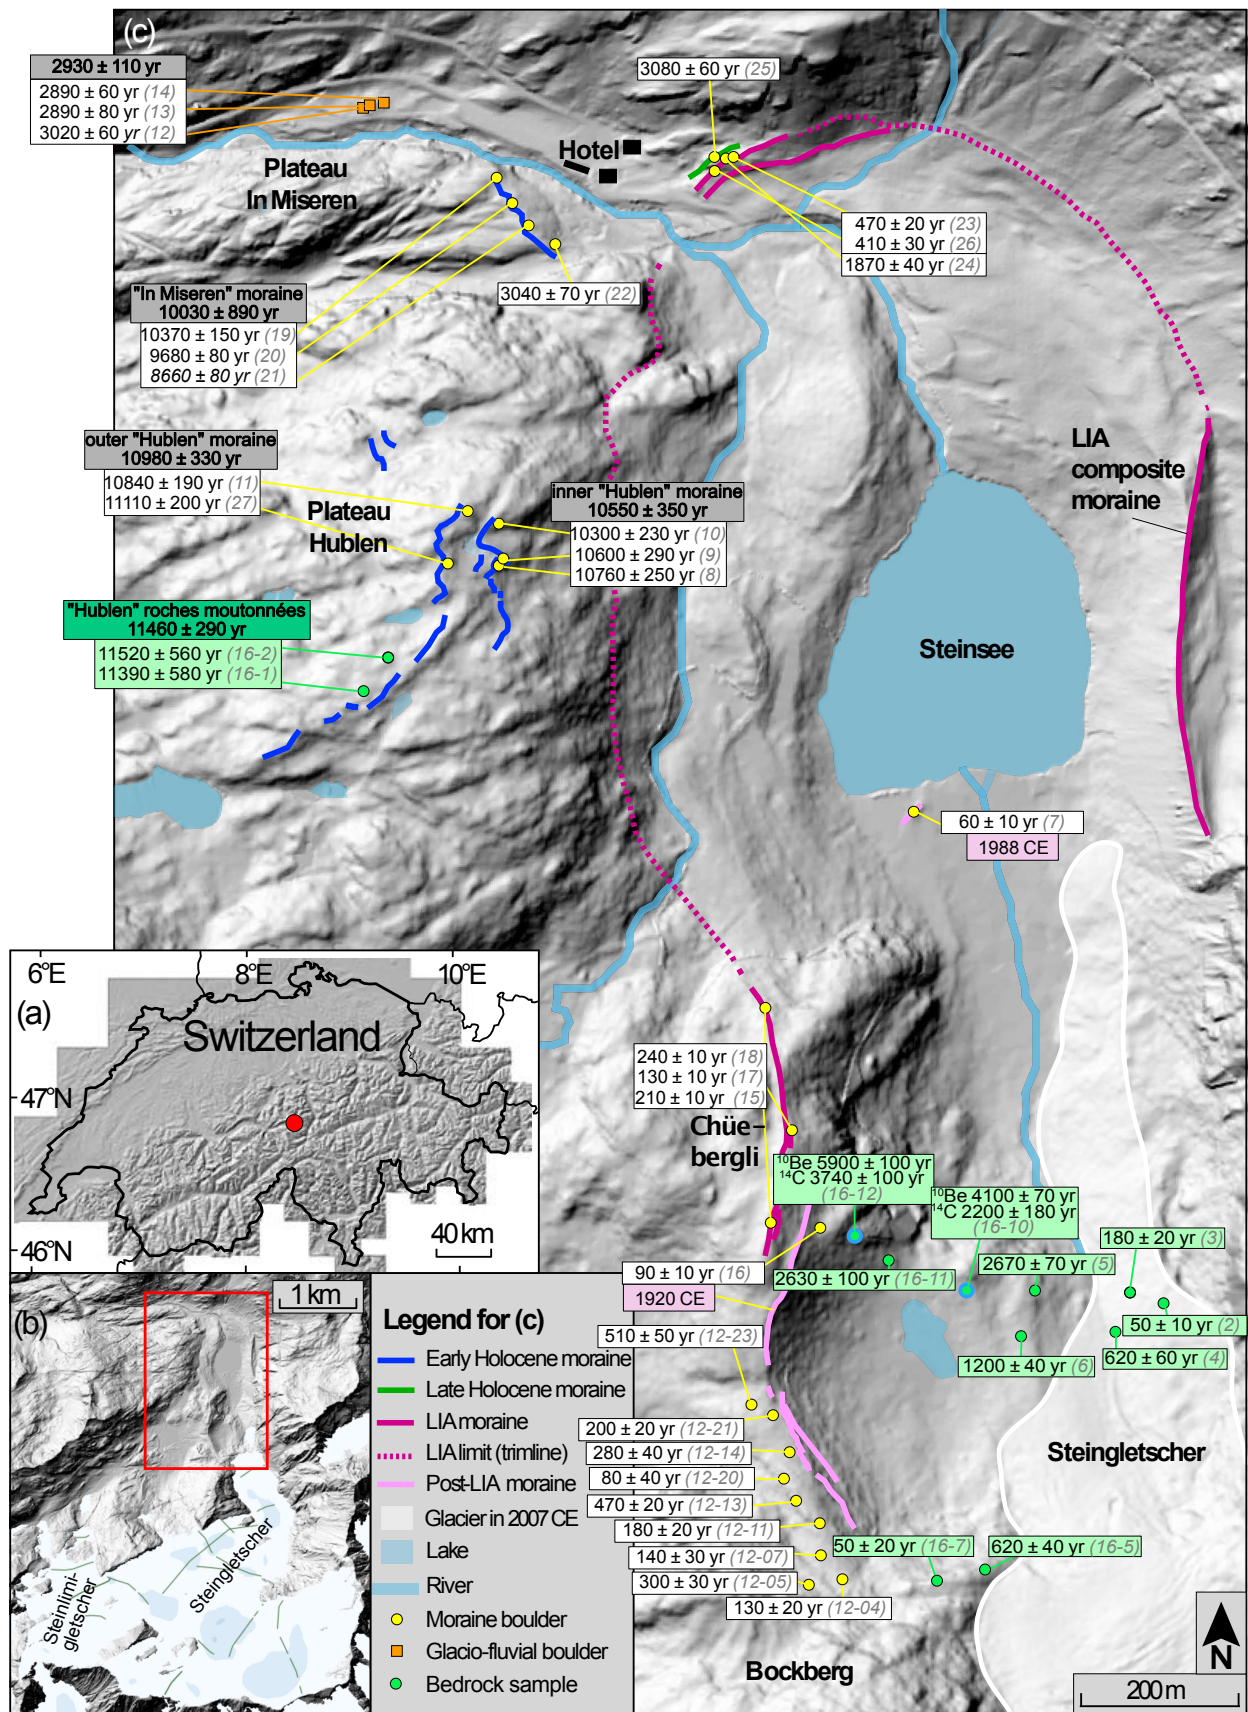 (c)
2930 ± 110 yr
2890 ± 60 yr (14)
2890 ± 80 yr (13)
3020 ± 60 yr (12)
3080 ± 60 yr (25)
Hotel
Plateau
In Miseren
470 ± 20 yr (23)
410 ± 30 yr (26)
1870 ± 40 yr (24)
3040 ± 70 yr (22)
"In Miseren" moraine
10030 ± 890 yr
10370 ± 150 yr (19)
9680 ± 80 yr (20)
8660 ± 80 yr (21)
outer "Hublen" moraine
10980 ± 330 yr
10840 ± 190 yr (11)
11110 ± 200 yr (27)
LIA
composite
moraine
inner "Hublen" moraine
10550 ± 350 yr
10300 ± 230 yr (10)
10600 ± 290 yr (9)
10760 ± 250 yr (8)
Plateau
Hublen
"Hublen" roches moutonnées
11460 ± 290 yr
11520 ± 560 yr (16-2)
11390 ± 580 yr (16-1)
Steinsee
60 ± 10 yr (7)
1988 CE
6°E
8°E
10°E
(a)
Switzerland
47°N
46°N
40 km
240 ± 10 yr (18)
130 ± 10 yr (17)
210 ± 10 yr (15)
Chüe–
bergli
10Be 5900 ± 100 yr
14C 3740 ± 100 yr
(16-12)
10Be 4100 ± 70 yr
14C 2200 ± 180 yr
(16-10)
180 ± 20 yr (3)
2670 ± 70 yr (5)
90 ± 10 yr (16)
2630 ± 100 yr (16-11)
1920 CE
50 ± 10 yr (2)
510 ± 50 yr (12-23)
1200 ± 40 yr (6)
620 ± 60 yr (4)
(b)
1 km
Steingletscher
Steinlimi-
gletscher
Legend for (c)
Early Holocene moraine
Late Holocene moraine
LIA moraine
LIA limit (trimline)
Post-LIA moraine
Glacier in 2007 CE
Lake
River
Moraine boulder
Glacio-fluvial boulder
Bedrock sample
200 ± 20 yr (12-21)
280 ± 40 yr (12-14)
80 ± 40 yr (12-20)
470 ± 20 yr (12-13)
180 ± 20 yr (12-11)
140 ± 30 yr (12-07)
300 ± 30 yr (12-05)
130 ± 20 yr (12-04)
50 ± 20 yr (16-7)
620 ± 40 yr (16-5)
Steingletscher
Bockberg
N
200 m